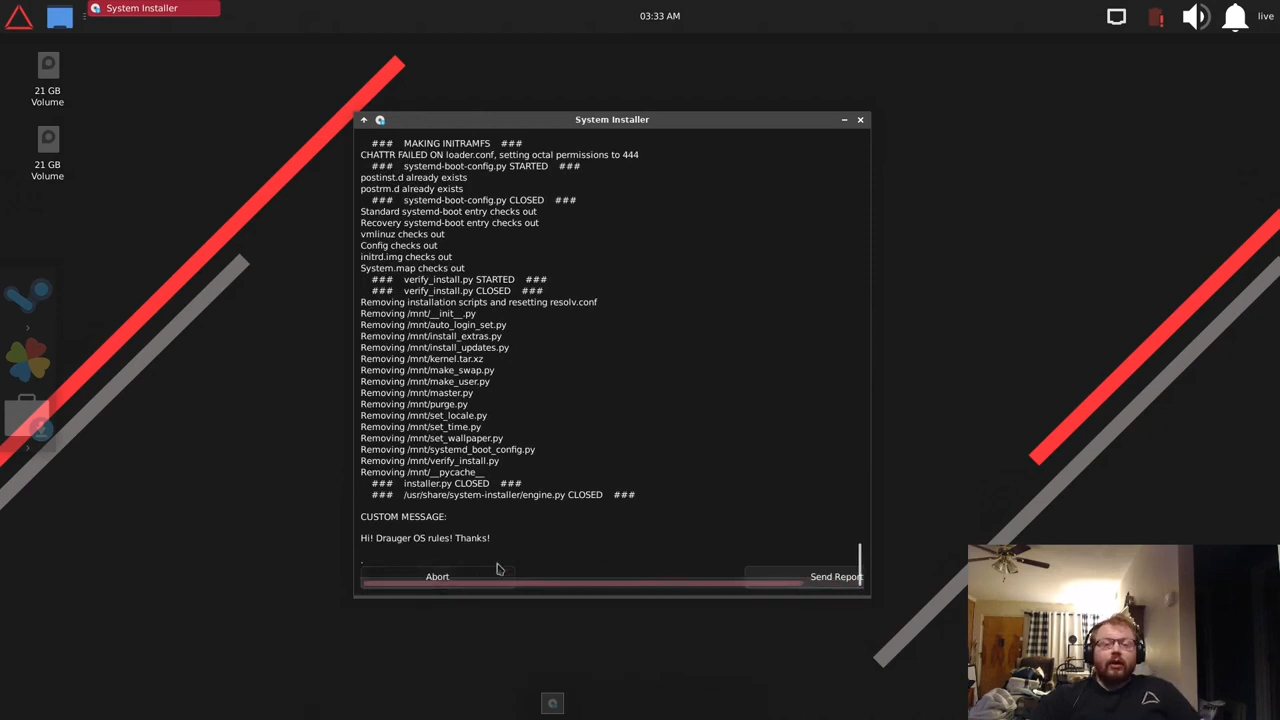 System Installer
03:33 AM
live
21 GB
Volume
21 GB
Volume
System Installer
### MAKING INITRAMFS ###
CHATTR FAILED ON loader.conf, setting octal permissions to 444
### systemd-boot-config.py STARTED ###
postinst.d already exists
postrm.d already exists
### systemd-boot-config.py CLOSED ###
Standard systemd-boot entry checks out
Recovery systemd-boot entry checks out
vmlinuz checks out
Config checks out
initrd.img checks out
System.map checks out
### verify_install.py STARTED ###
### verify_install.py CLOSED ###
Removing installation scripts and resetting resolv.conf
Removing /mnt/__init__.py
Removing /mnt/auto_login_set.py
Removing /mnt/install_extras.py
Removing /mnt/install_updates.py
Removing /mnt/kernel.tar.xz
Removing /mnt/make_swap.py
Removing /mnt/make_user.py
Removing /mnt/master.py
Removing /mnt/purge.py
Removing /mnt/set_locale.py
Removing /mnt/set_time.py
Removing /mnt/set_wallpaper.py
Removing /mnt/systemd_boot_config.py
Removing /mnt/verify_install.py
Removing /mnt/__pycache__
### installer.py CLOSED ###
### /usr/share/system-installer/engine.py CLOSED ###
CUSTOM MESSAGE:
Hi! Drauger OS rules! Thanks!
.
Abort
Send Report